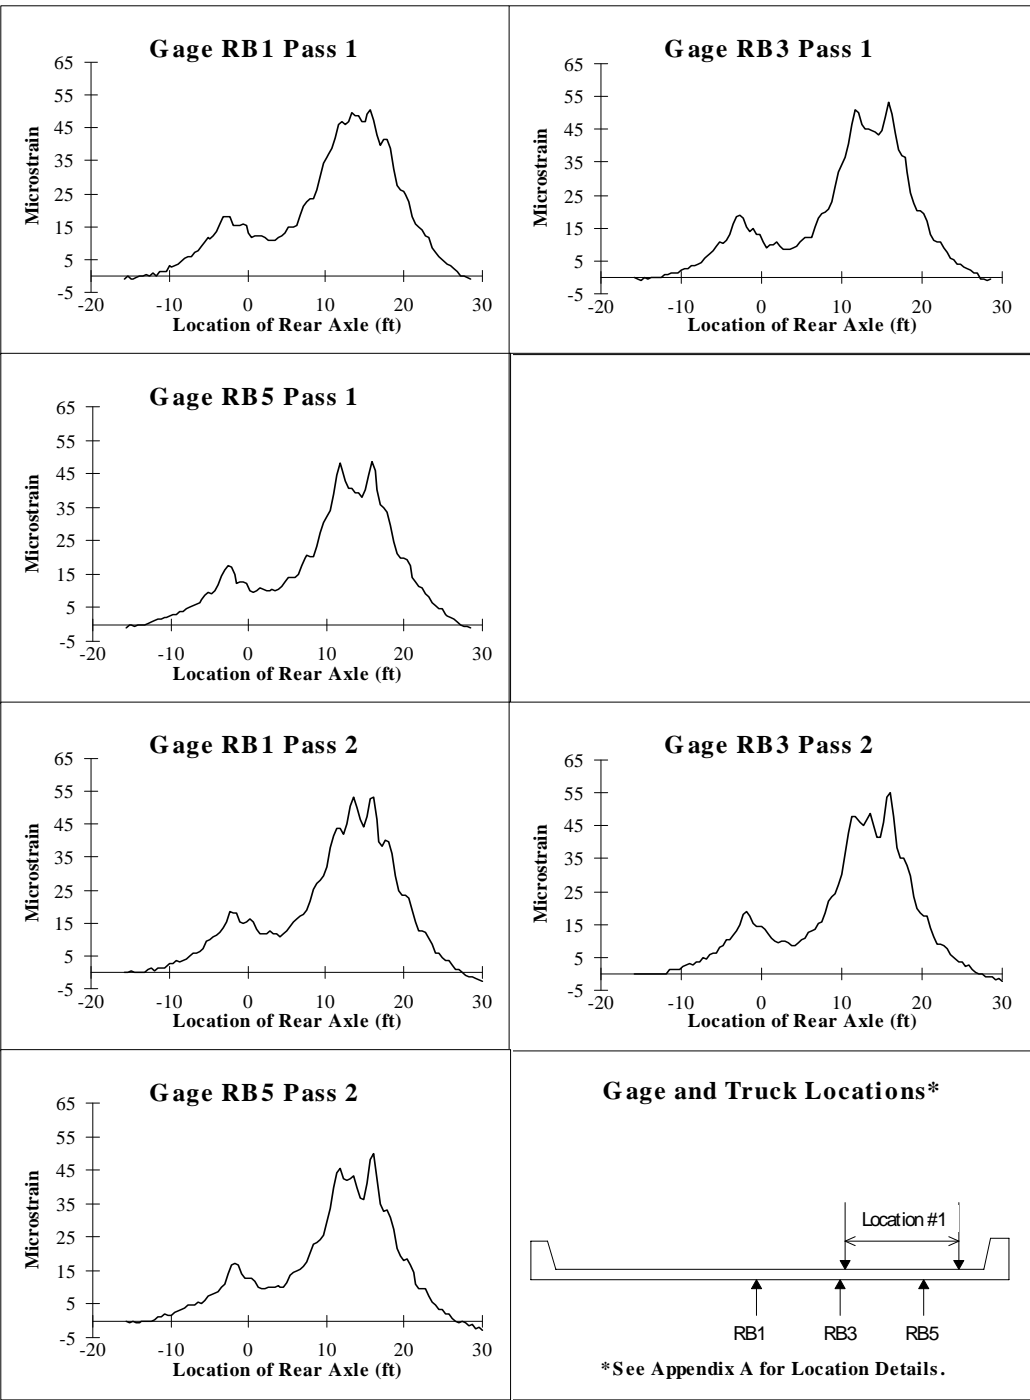 Gage RB1 Pass 1
65
55
45
35
25
15
5
-5
Microstrain
-20 -10 0 10 20 30
Location of Rear Axle (ft)
Gage RB3 Pass 1
65
55
45
35
25
15
5
-5
Microstrain
-20 -10 0 10 20 30
Location of Rear Axle (ft)
Gage RB5 Pass 1
65
55
45
35
25
15
5
-5
Microstrain
-20 -10 0 10 20 30
Location of Rear Axle (ft)
Gage RB1 Pass 2
65
55
45
35
25
15
5
-5
Microstrain
-20 -10 0 10 20 30
Location of Rear Axle (ft)
Gage RB3 Pass 2
65
55
45
35
25
15
5
-5
Microstrain
-20 -10 0 10 20 30
Location of Rear Axle (ft)
Gage RB5 Pass 2
65
55
45
35
25
15
5
-5
Microstrain
-20 -10 0 10 20 30
Location of Rear Axle (ft)
Gage and Truck Locations*
Location #1
RB1 RB3 RB5
*See Appendix A for Location Details.